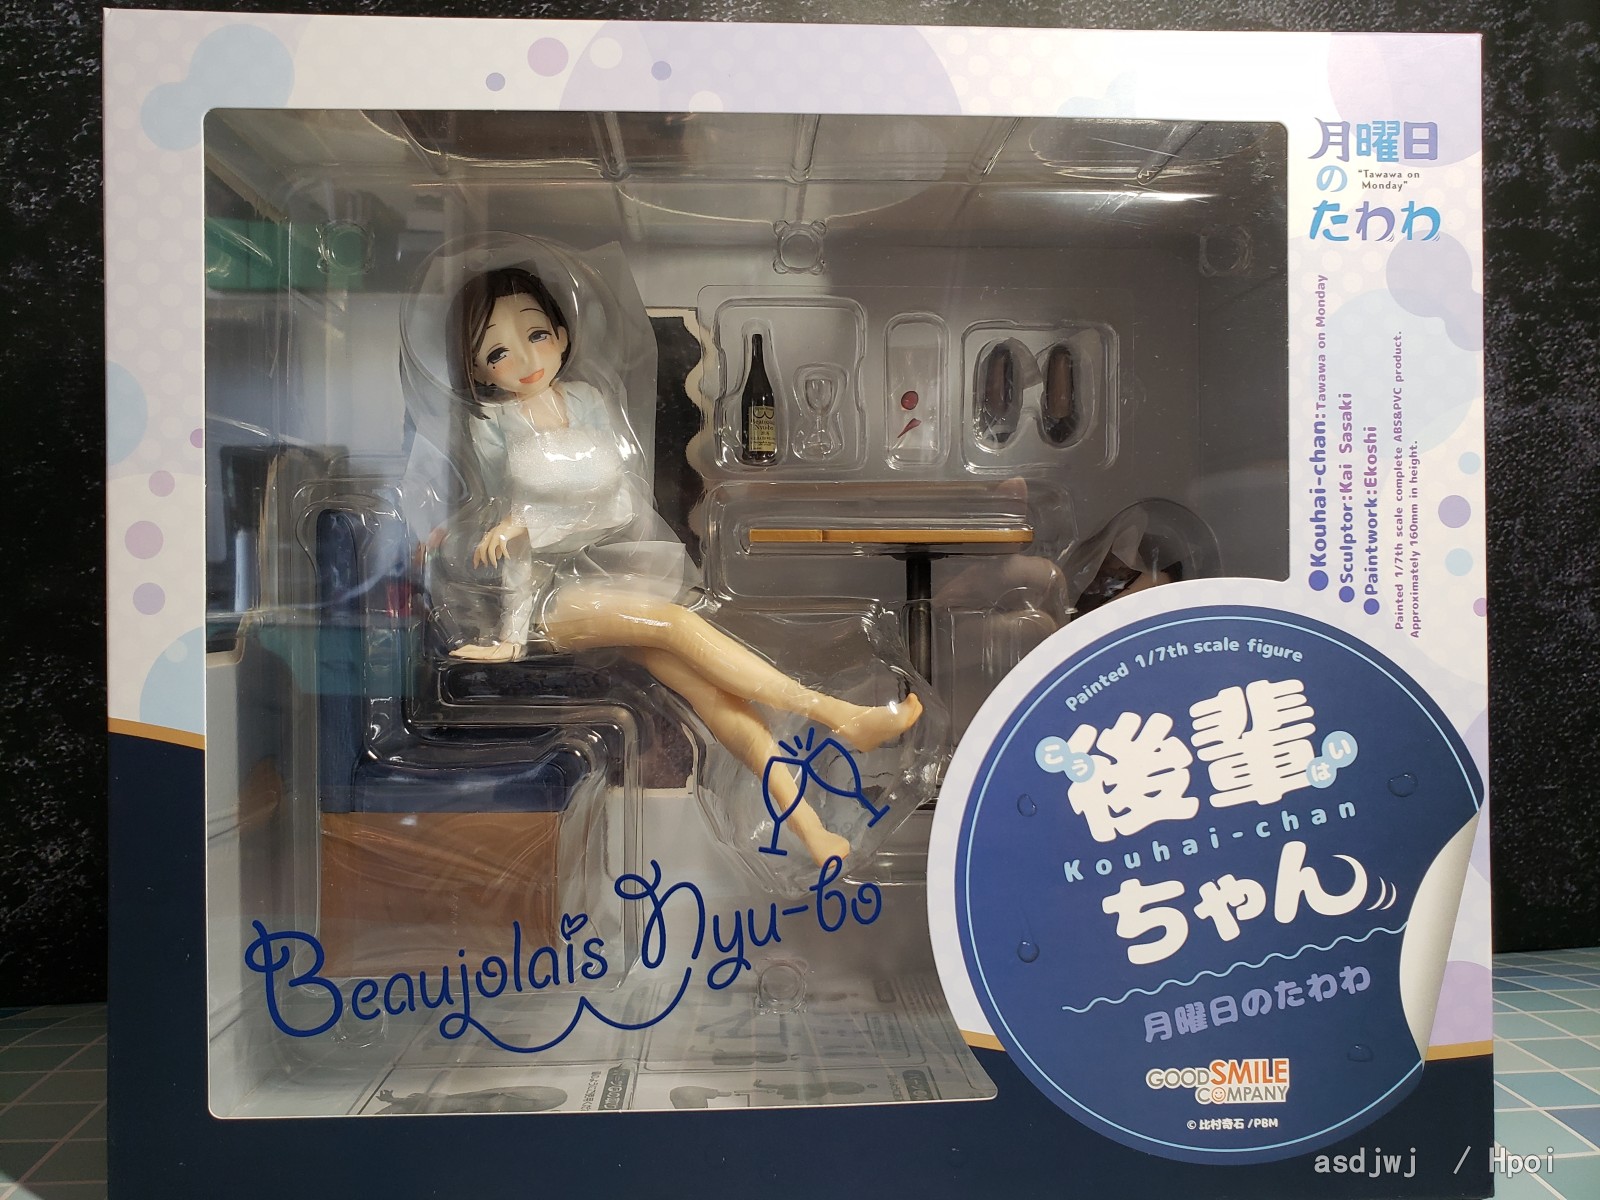 月曜日
の
"Tawawa on
Monday"
たわわ
●Kouhai-chan:Tawawa on Monday
●Sculptor:Kai Sasaki
●Paintwork:Ekoshi
Painted 1/7th scale complete ABS&PVC product.
Approximately 160mm in height.
Beaujolais Nyu-bo
Painted 1/7th scale figure
こう
後輩
はい
Kouhai-chan
ちゃん
月曜日のたわわ
GOODSMILE
COMPANY
© 比村奇石/PBM
asdjwj / Hpoi